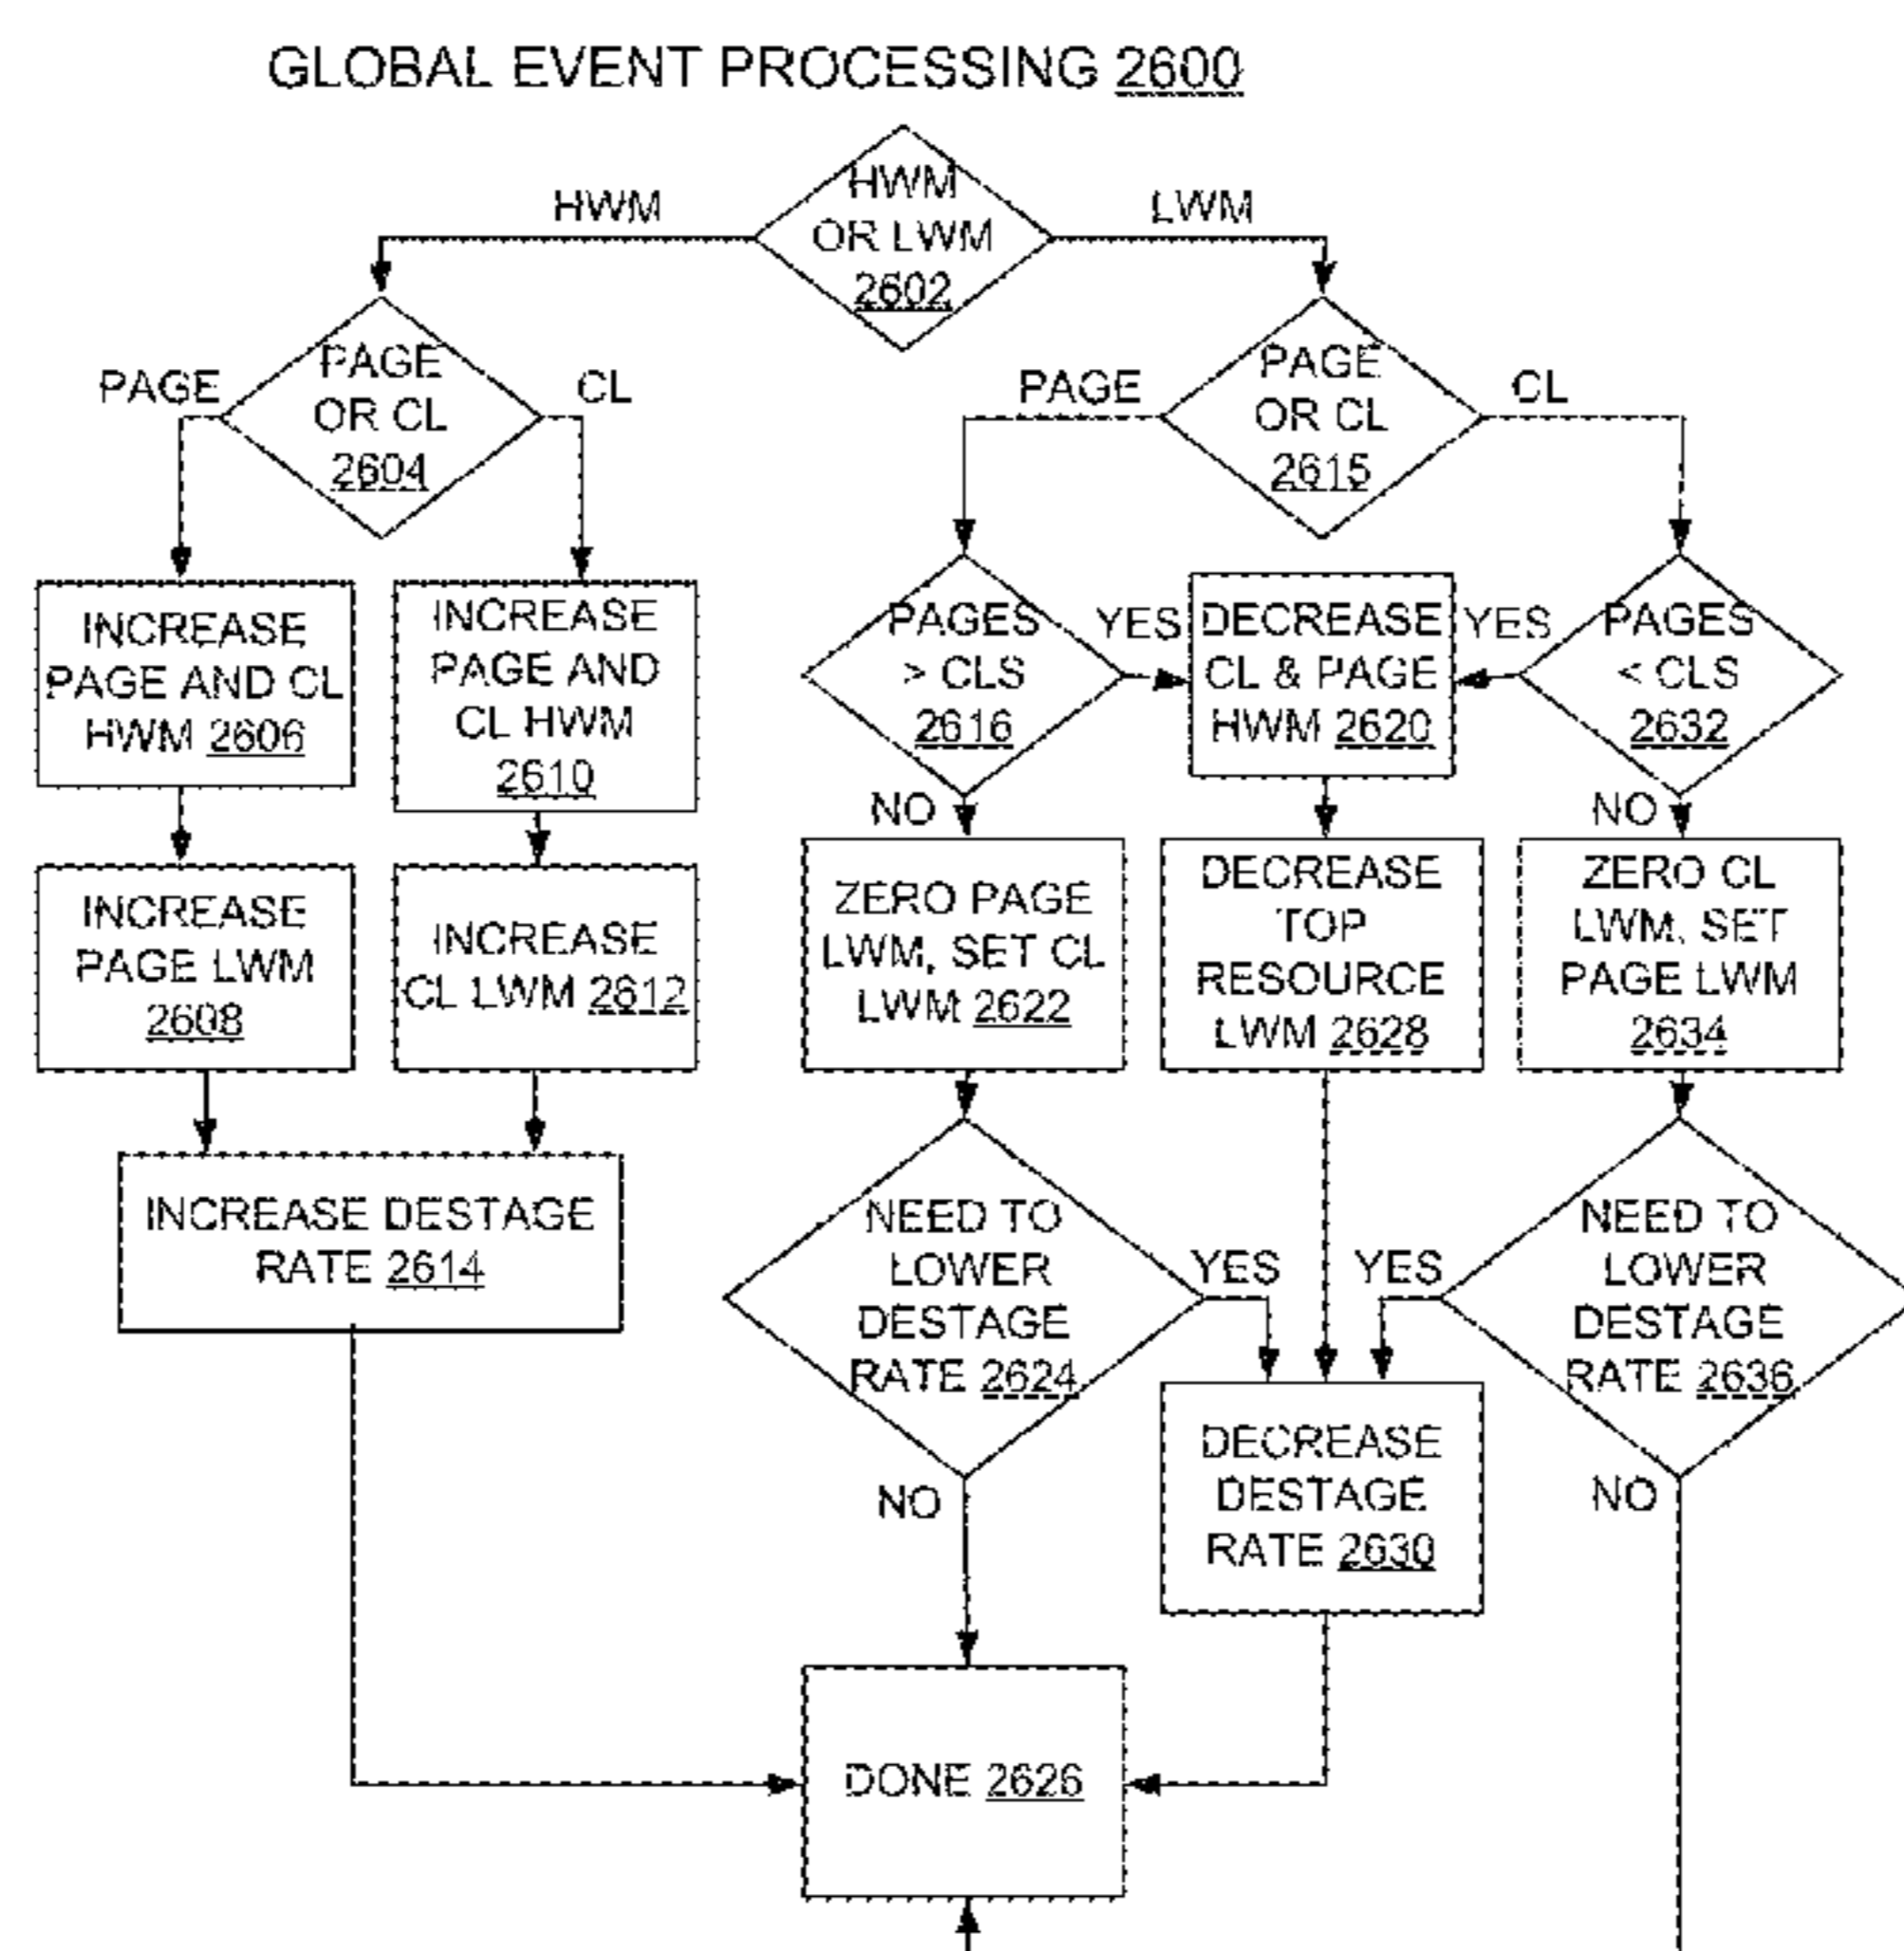 GLOBAL EVENT PROCESSING 2600
HWM
OR LWM
2602
HWM
LWM
PAGE
OR CL
2604
PAGE
CL
PAGE
OR CL
2615
PAGE
CL
INCREASE
PAGE AND CL
HWM 2606
INCREASE
PAGE AND
CL HWM
2610
PAGES
> CLS
2616
YES
DECREASE
CL & PAGE
HWM 2620
YES
PAGES
< CLS
2632
NO
NO
INCREASE
PAGE LWM
2608
INCREASE
CL LWM 2612
ZERO PAGE
LWM, SET CL
LWM 2622
DECREASE
TOP
RESOURCE
LWM 2628
ZERO CL
LWM, SET
PAGE LWM
2634
INCREASE DESTAGE
RATE 2614
NEED TO
LOWER
DESTAGE
RATE 2624
YES
YES
NEED TO
LOWER
DESTAGE
RATE 2636
NO
DECREASE
DESTAGE
RATE 2630
NO
DONE 2626